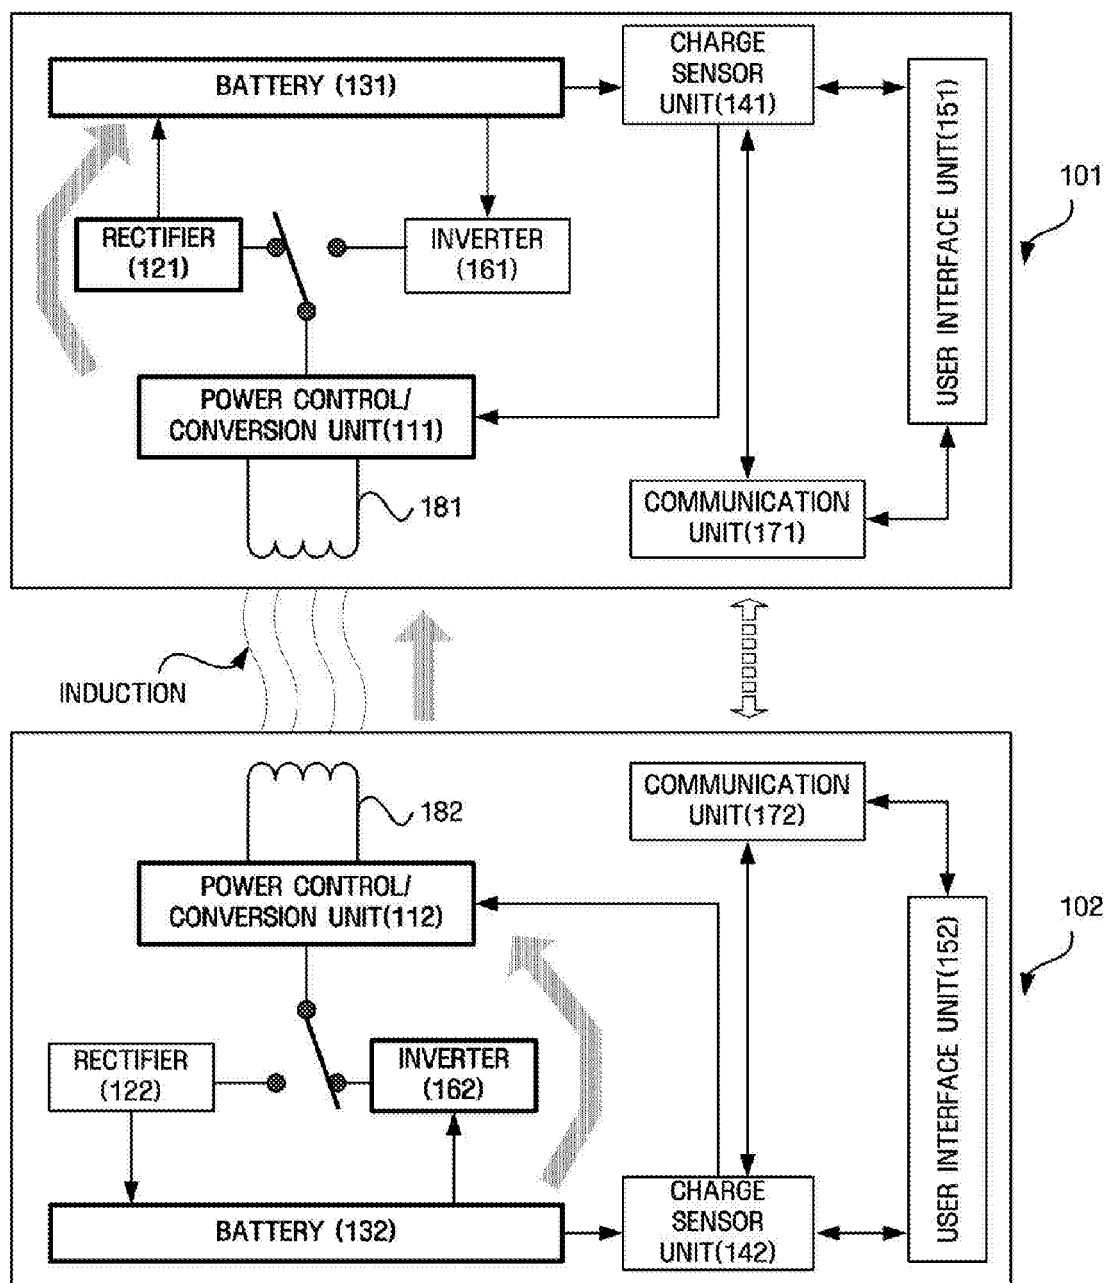 BATTERY (131)
CHARGE
SENSOR
UNIT(141)
USER INTERFACE UNIT(151)
101
RECTIFIER
(121)
INVERTER
(161)
POWER CONTROL/
CONVERSION UNIT(111)
181
COMMUNICATION
UNIT(171)
INDUCTION
182
COMMUNICATION
UNIT(172)
POWER CONTROL/
CONVERSION UNIT(112)
102
USER INTERFACE UNIT(152)
RECTIFIER
(122)
INVERTER
(162)
BATTERY (132)
CHARGE
SENSOR
UNIT(142)